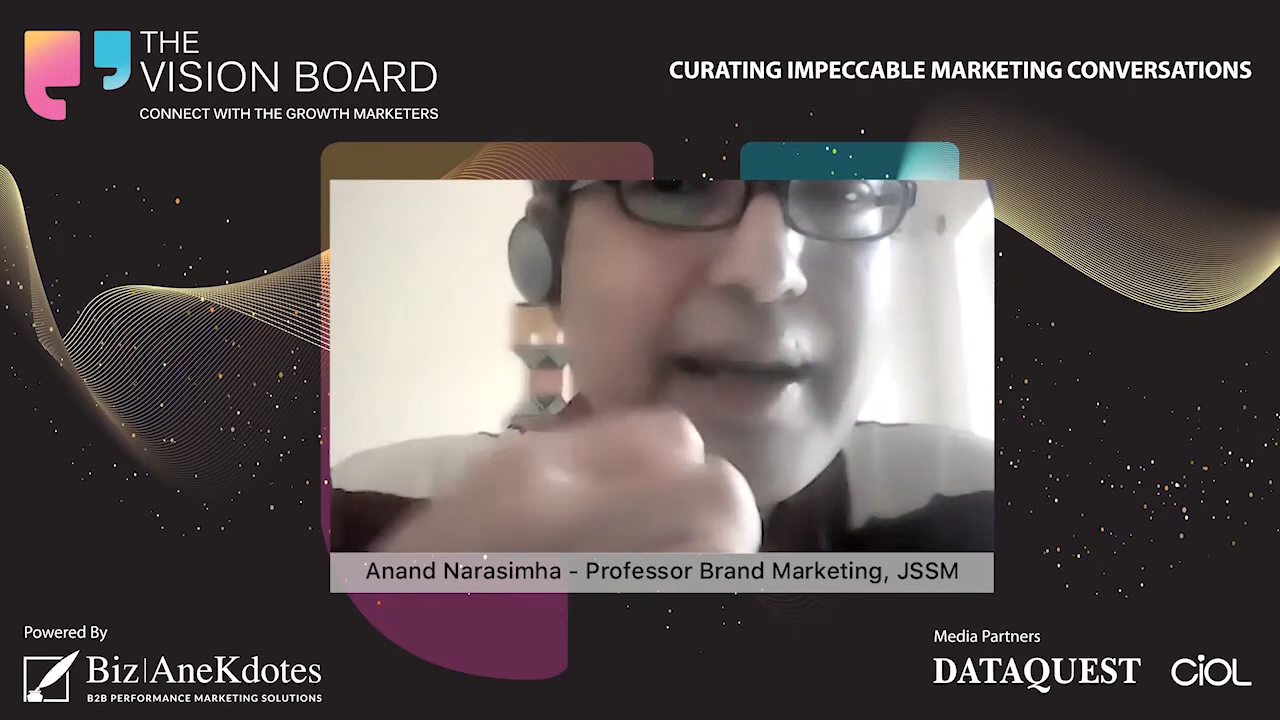 THE
VISION BOARD
CONNECT WITH THE GROWTH MARKETERS
CURATING IMPECCABLE MARKETING CONVERSATIONS
Anand Narasimha - Professor Brand Marketing, JSSM
Powered By
Biz|AneKdotes
B2B PERFORMANCE MARKETING SOLUTIONS
Media Partners
DATAQUEST
CIOL